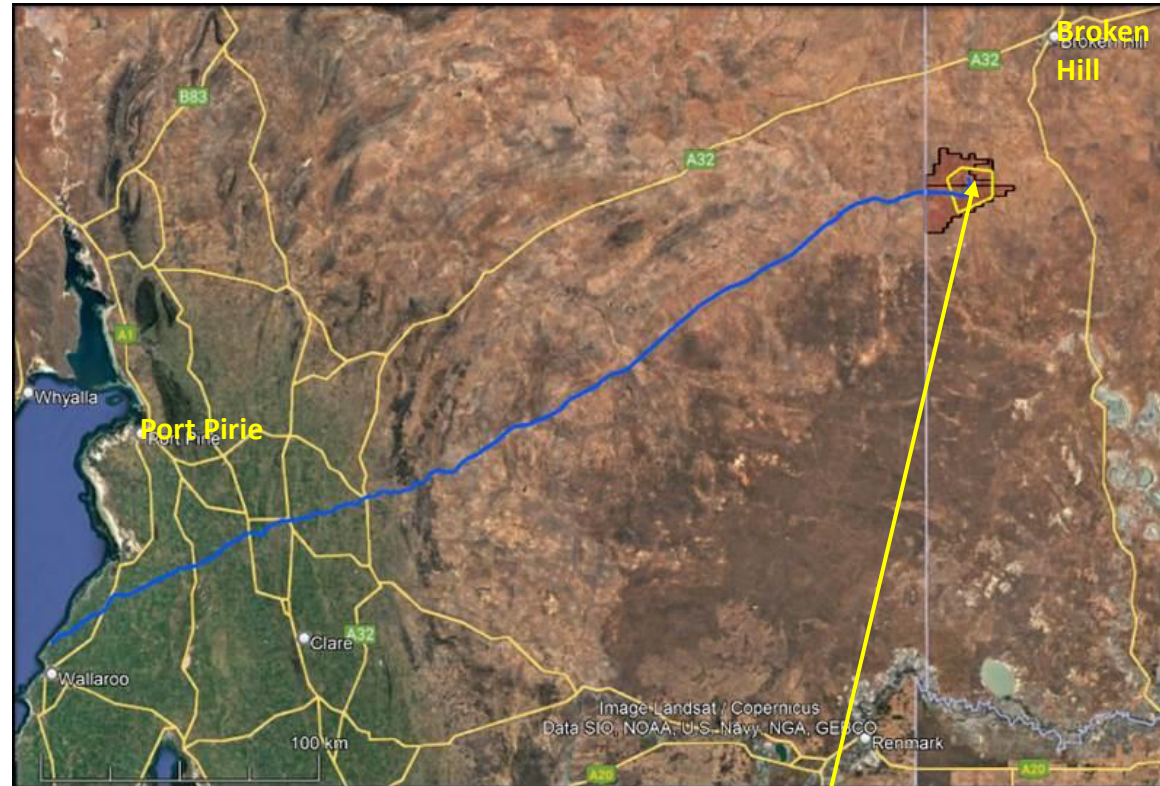 Broken
Hill
Broken Hill
A32
B83
A32
A1
Whyalla
Port Pirie
Port Pirie
Clare
A32
Wallaroo
Image Landsat / Copernicus
Data SIO, NOAA, U.S. Navy, NGA, GEBCO
Renmark
100 km
A20
A20